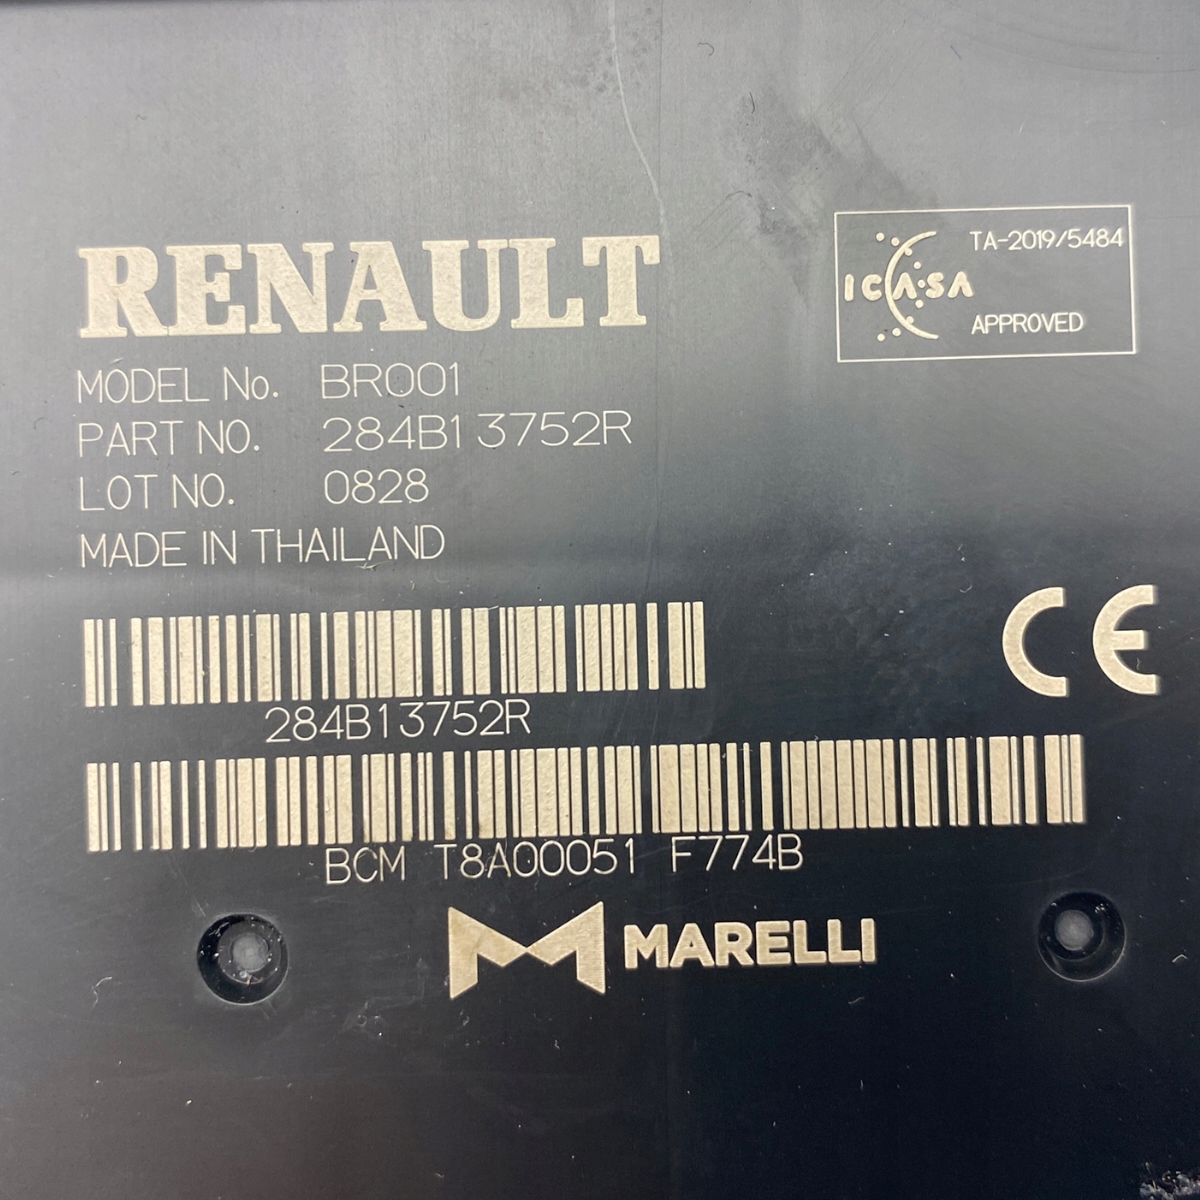 RENAULT
MODEL No. BR001
PART NO. 284B13752R
LOT NO. 0828
MADE IN THAILAND
TA-2019/5484
ICASA
APPROVED
CE
284B13752R
BCM T8A00051 F774B
MARELLI